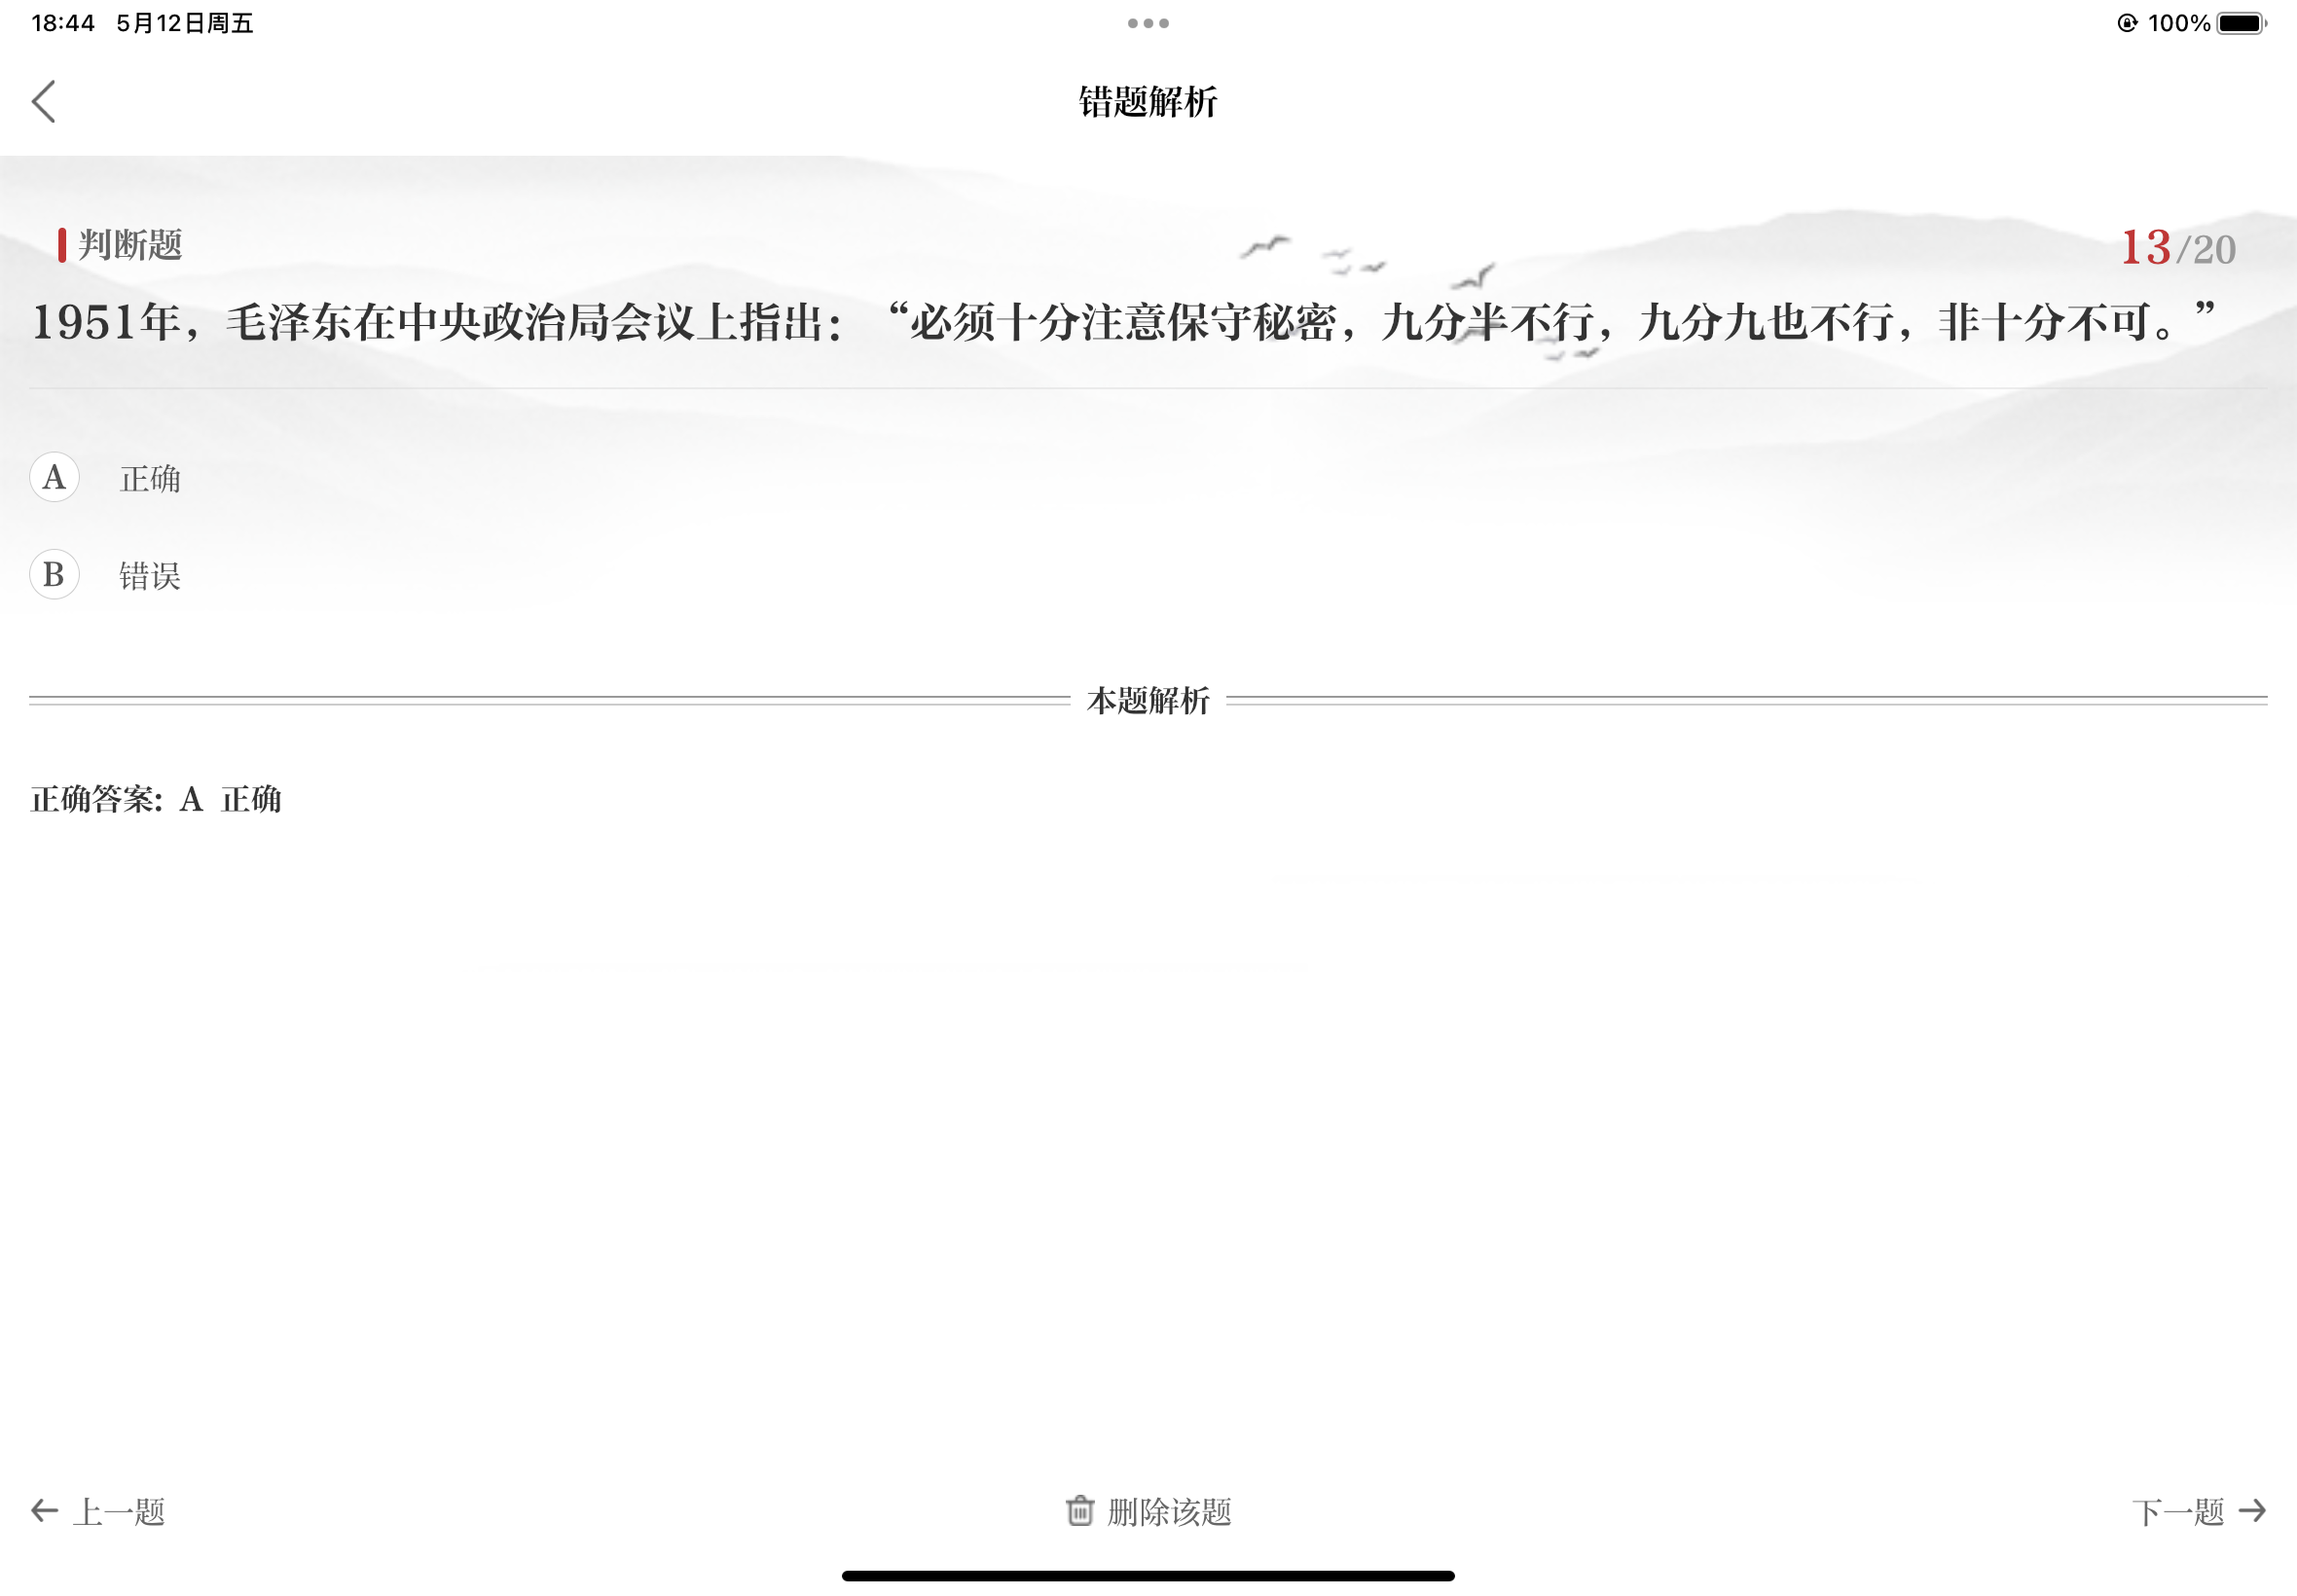 18:44 5月12日周五
100%
错题解析
判断题
13/20
1951年，毛泽东在中央政治局会议上指出：“必须十分注意保守秘密，九分半不行，九分九也不行，非十分不可。”
A 正确
B 错误
本题解析
正确答案: A 正确
上一题
删除该题
下一题